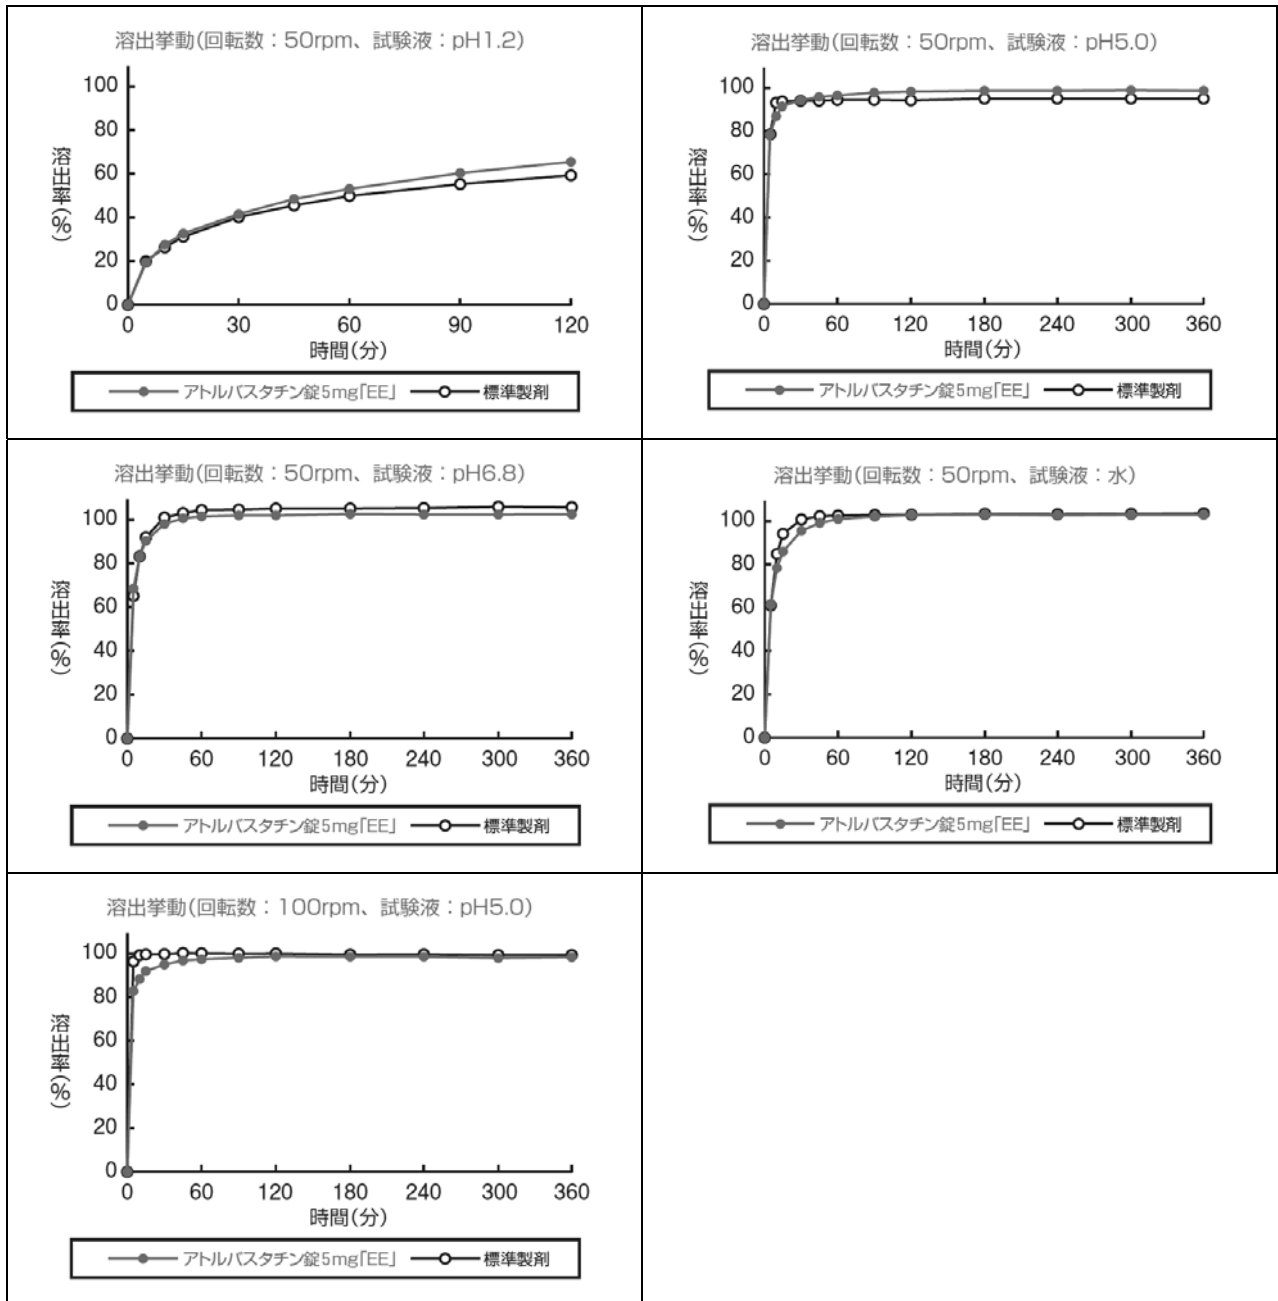 溶出挙動(回転数：50rpm、試験液：pH1.2)
100
80
60
40
20
0
溶出率(%)
0 30 60 90 120
時間(分)
アトルバスタチン錠5mg「EE」 標準製剤
溶出挙動(回転数：50rpm、試験液：pH5.0)
100
80
60
40
20
0
溶出率(%)
0 60 120 180 240 300 360
時間(分)
アトルバスタチン錠5mg「EE」 標準製剤
溶出挙動(回転数：50rpm、試験液：pH6.8)
100
80
60
40
20
0
溶出率(%)
0 60 120 180 240 300 360
時間(分)
アトルバスタチン錠5mg「EE」 標準製剤
溶出挙動(回転数：50rpm、試験液：水)
100
80
60
40
20
0
溶出率(%)
0 60 120 180 240 300 360
時間(分)
アトルバスタチン錠5mg「EE」 標準製剤
溶出挙動(回転数：100rpm、試験液：pH5.0)
100
80
60
40
20
0
溶出率(%)
0 60 120 180 240 300 360
時間(分)
アトルバスタチン錠5mg「EE」 標準製剤